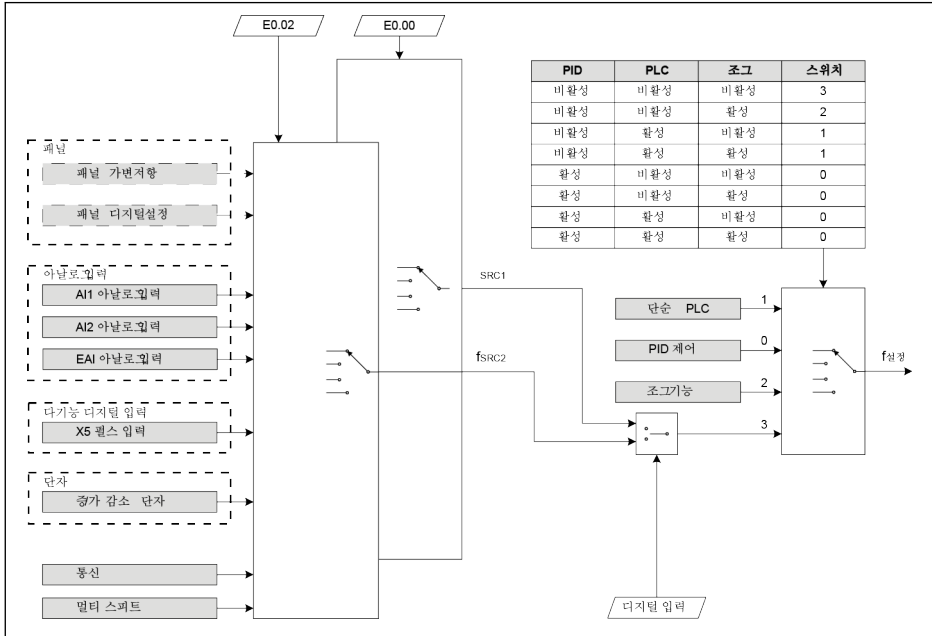 E0.02
E0.00
PID PLC 조그 스위치
비활성 비활성 비활성 3
비활성 비활성 활성 2
비활성 활성 비활성 1
비활성 활성 활성 1
활성 비활성 비활성 0
활성 비활성 활성 0
활성 활성 비활성 0
활성 활성 활성 0
패널
패널 가변저항
패널 디지털설정
아날로그입력
AI1 아날로그입력
AI2 아날로그입력
EAI 아날로그입력
다기능 디지털 입력
X5 펄스 입력
단자
증/가 감소 단자
통신
멀티 스피트
SRC1
fSRC2
단순 PLC
1
PID 제어
0
조그기능
2
3
f설정
디지털 입력